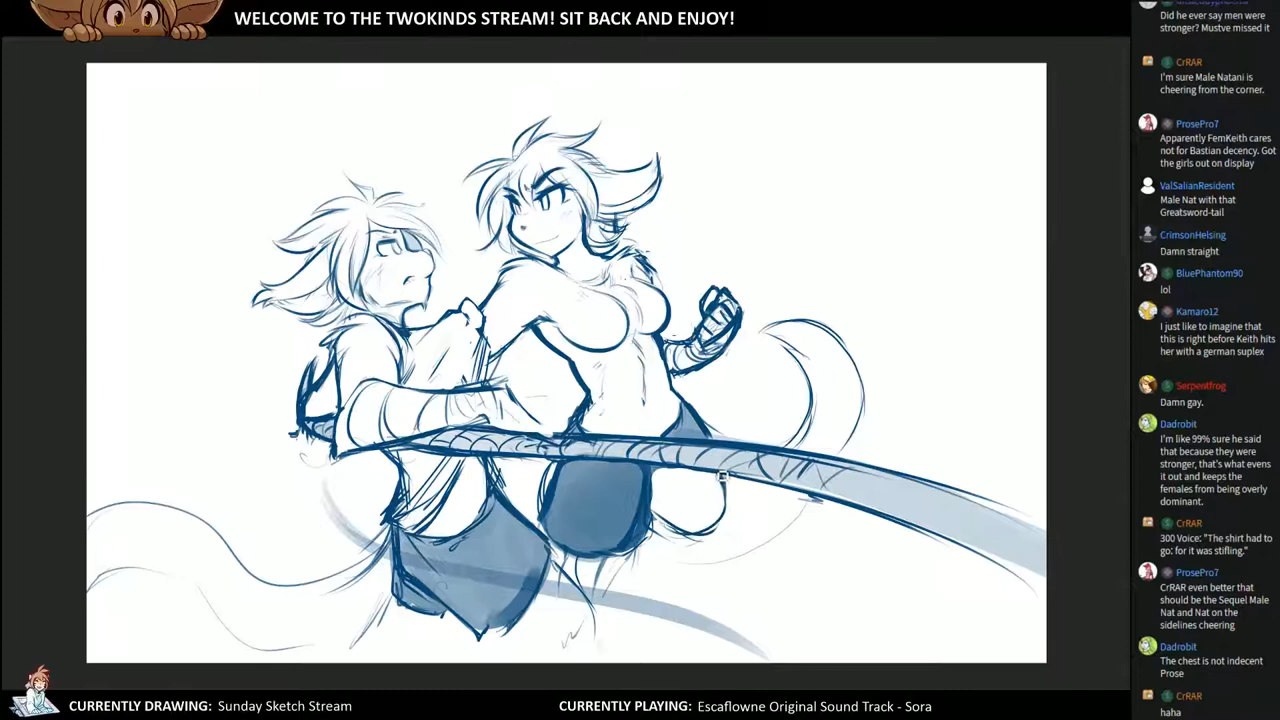 WELCOME TO THE TWOKINDS STREAM! SIT BACK AND ENJOY!
Did he ever say men were
stronger? Mustve missed it
CrRAR
I'm sure Male Natani is
cheering from the corner.
ProsePro7
Apparently FemKeith cares
not for Bastian decency. Got
the girls out on display
ValSalianResident
Male Nat with that
Greatsword-tail
CrimsonHelsing
Damn straight
BluePhantom90
lol
Kamaro12
I just like to imagine that
this is right before Keith hits
her with a german suplex
Serpentfrog
Damn gay.
Dadrobit
I'm like 99% sure he said
that because they were
stronger, that's what evens
it out and keeps the
females from being overly
dominant.
CrRAR
300 Voice: "The shirt had to
go: for it was stifling."
ProsePro7
CrRAR even better that
should be the Sequel Male
Nat and Nat on the
sidelines cheering
Dadrobit
The chest is not indecent
Prose
CrRAR
haha
CURRENTLY DRAWING: Sunday Sketch Stream
CURRENTLY PLAYING: Escaflowne Original Sound Track - Sora